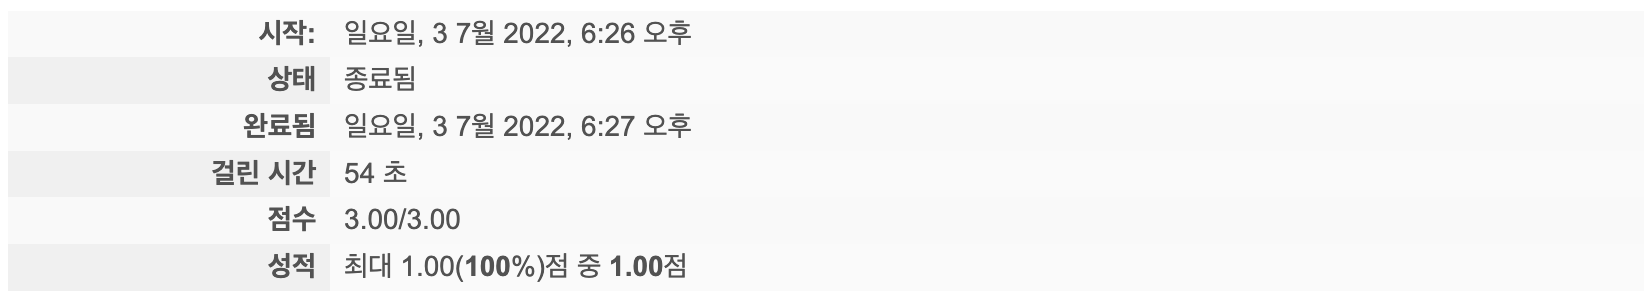 시작: 일요일, 3 7월 2022, 6:26 오후
상태 종료됨
완료됨 일요일, 3 7월 2022, 6:27 오후
걸린 시간 54 초
점수 3.00/3.00
성적 최대 1.00(100%)점 중 1.00점